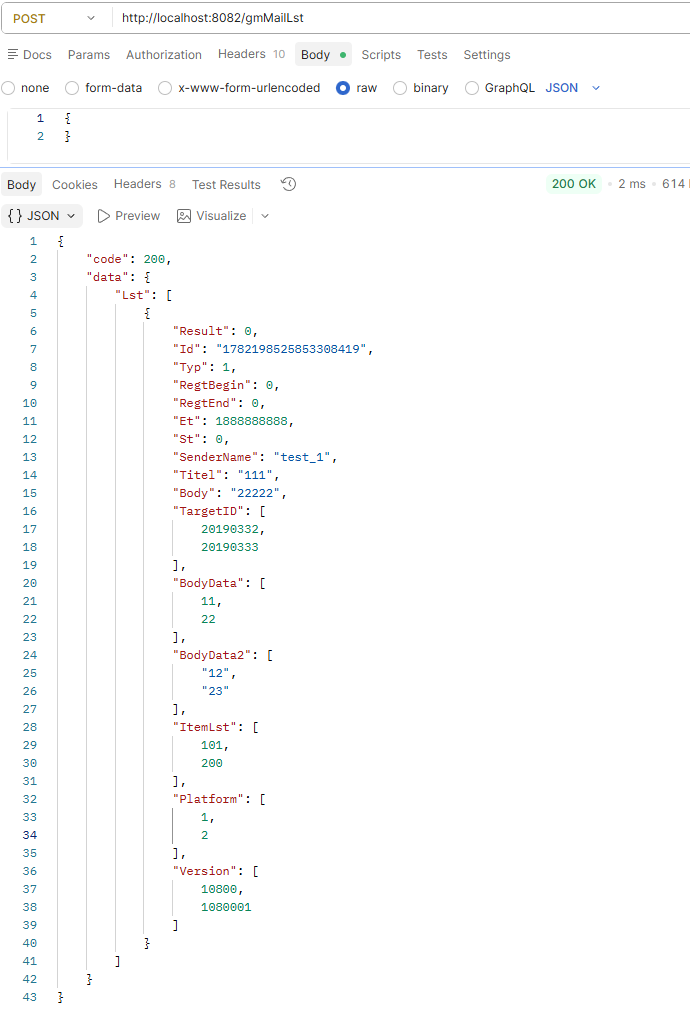 POST http://localhost:8082/gmMailLst
Docs Params Authorization Headers 10 Body Scripts Tests Settings
none form-data x-www-form-urlencoded raw binary GraphQL JSON
1 {
2 }
Body Cookies Headers 8 Test Results 200 OK • 2 ms • 614
{} JSON Preview Visualize
1 {
2 "code": 200,
3 "data": {
4 "Lst": [
5 {
6 "Result": 0,
7 "Id": "1782198525853308419",
8 "Typ": 1,
9 "RegtBegin": 0,
10 "RegtEnd": 0,
11 "Et": 1888888888,
12 "St": 0,
13 "SenderName": "test_1",
14 "Titel": "111",
15 "Body": "22222",
16 "TargetID": [
17 20190332,
18 20190333
19 ],
20 "BodyData": [
21 11,
22 22
23 ],
24 "BodyData2": [
25 "12",
26 "23"
27 ],
28 "ItemLst": [
29 101,
30 200
31 ],
32 "Platform": [
33 1,
34 2
35 ],
36 "Version": [
37 10800,
38 1080001
39 ]
40 }
41 ]
42 }
43 }